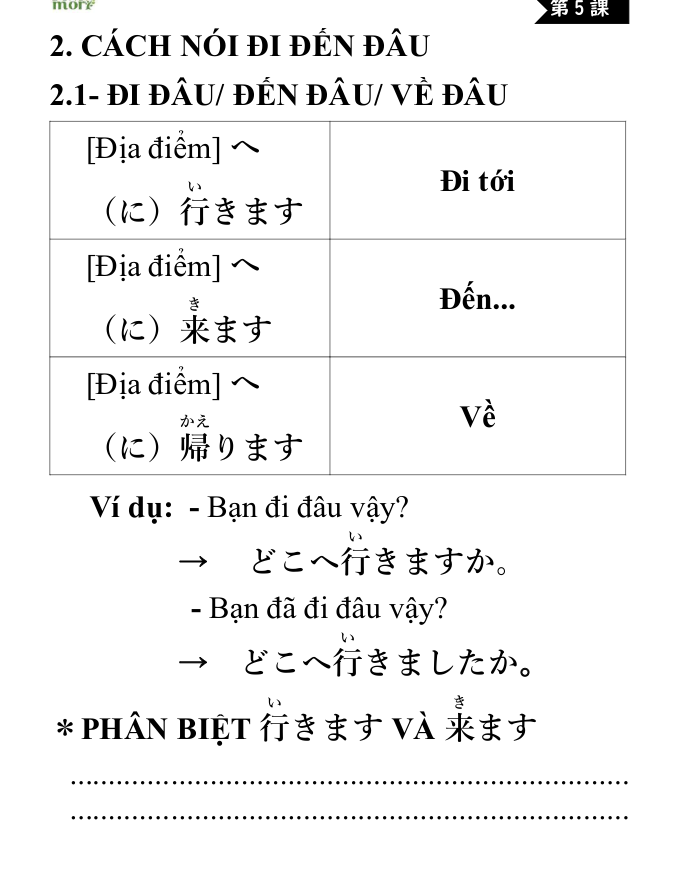 more
第５課
2. CÁCH NÓI ĐI ĐẾN ĐÂU
2.1- ĐI ĐÂU/ ĐẾN ĐÂU/ VỀ ĐÂU
[Địa điểm] へ
い
（に）行きます
Đi tới
[Địa điểm] へ
き
（に）来ます
Đến...
[Địa điểm] へ
かえ
（に）帰ります
Về
Ví dụ: - Bạn đi đâu vậy?
い
→ どこへ行きますか。
- Bạn đã đi đâu vậy?
い
→ どこへ行きましたか。
い き
＊PHÂN BIỆT 行きます VÀ 来ます
........................................................................
........................................................................